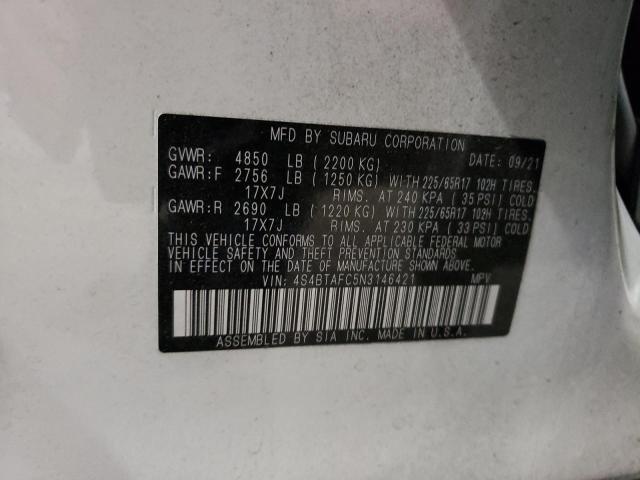 MFD BY SUBARU CORPORATION
GVWR: 4850 LB (2200 KG) DATE: 09/21
GAWR:F 2756 LB (1250 KG) WITH 225/65R17 102H TIRES.
17X7J RIMS. AT 240 KPA (35 PSI) COLD
GAWR:R 2690 LB (1220 KG) WITH 225/65R17 102H TIRES.
17X7J RIMS. AT 230 KPA (33 PSI) COLD
THIS VEHICLE CONFORMS TO ALL APPLICABLE FEDERAL MOTOR
VEHICLE SAFETY AND THEFT PREVENTION STANDARDS
IN EFFECT ON THE DATE OF MANUFACTURE SHOWN ABOVE.
VIN: 4S4BTAFC5N3146421 MPV
ASSEMBLED BY SIA INC. MADE IN U.S.A.